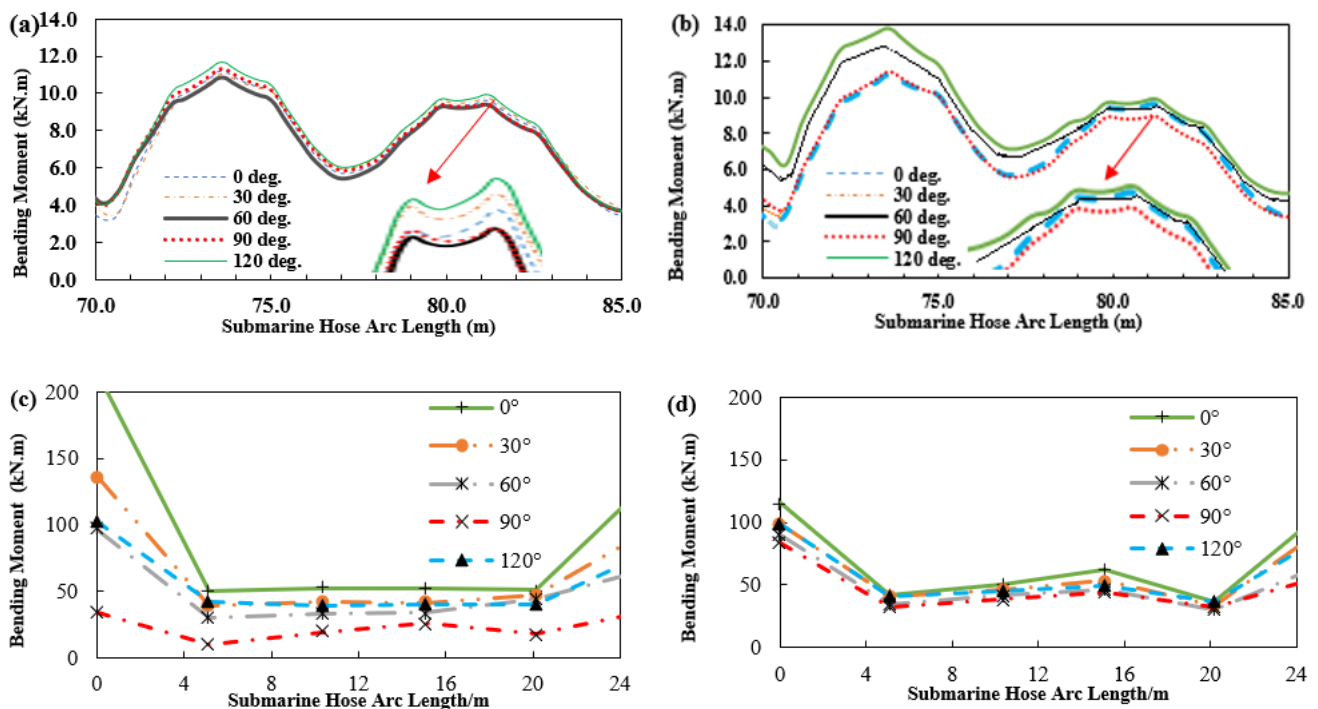 (a)
Bending Moment (kN.m)
14.0
12.0
10.0
8.0
6.0
4.0
2.0
0.0
0 deg.
30 deg.
60 deg.
90 deg.
120 deg.
70.0 75.0 80.0 85.0
Submarine Hose Arc Length (m)
(b)
Bending Moment (kN.m)
14.0
12.0
10.0
8.0
6.0
4.0
2.0
0.0
0 deg.
30 deg.
60 deg.
90 deg.
120 deg.
70.0 75.0 80.0 85.0
Submarine Hose Arc Length (m)
(c)
Bending Moment (kN.m)
200
150
100
50
0
0°
30°
60°
90°
120°
0 4 8 12 16 20 24
Submarine Hose Arc Length/m
(d)
Bending Moment (kN.m)
200
150
100
50
0
0°
30°
60°
90°
120°
0 4 8 12 16 20 24
Submarine Hose Arc Length/m